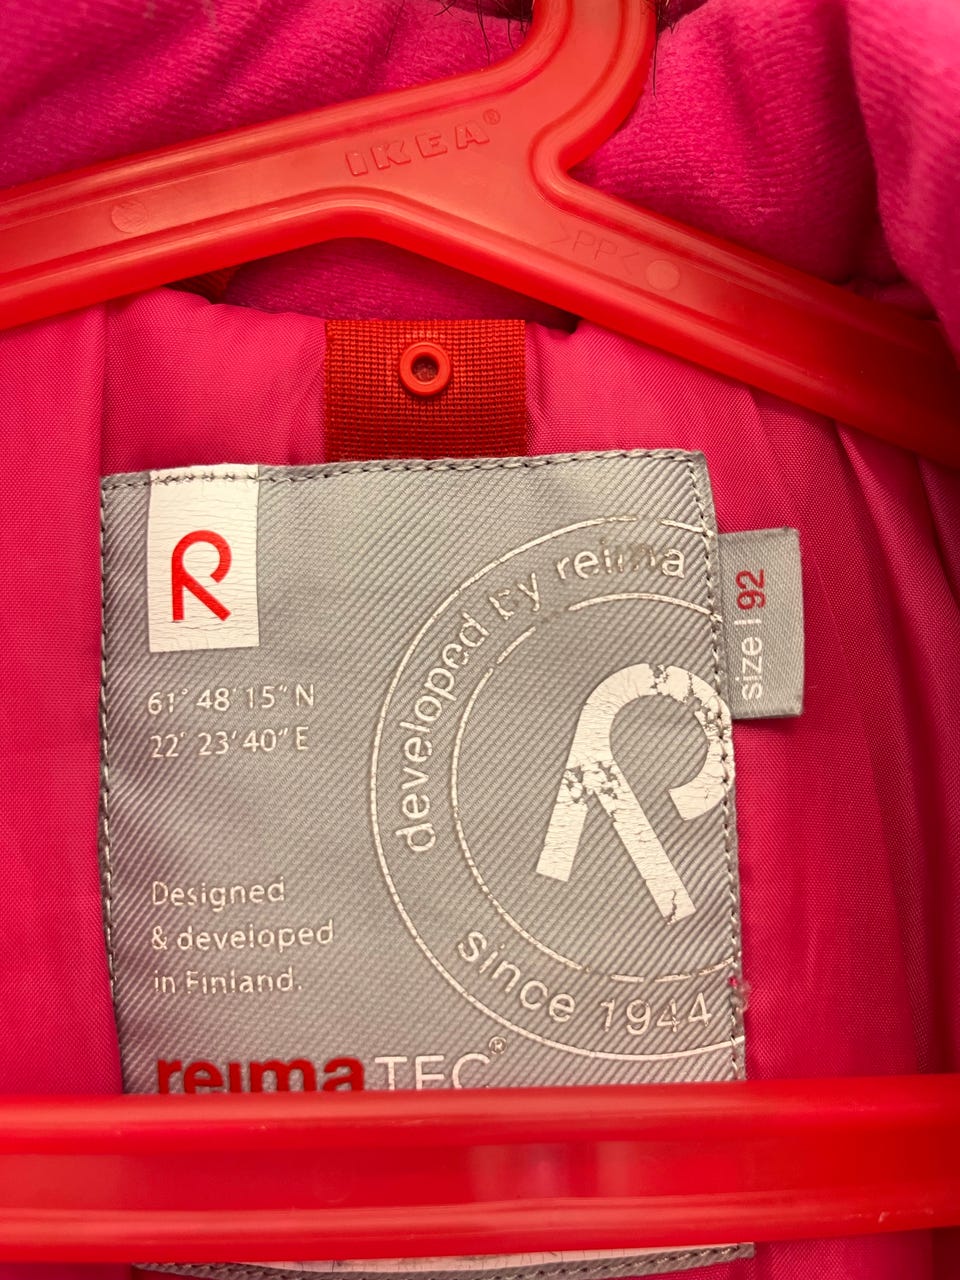 IKEA®
>PP<
R
61° 48' 15" N
22° 23' 40" E
developed by reima
since 1944
R
size | 92
Designed
& developed
in Finland.
reimaTEC®